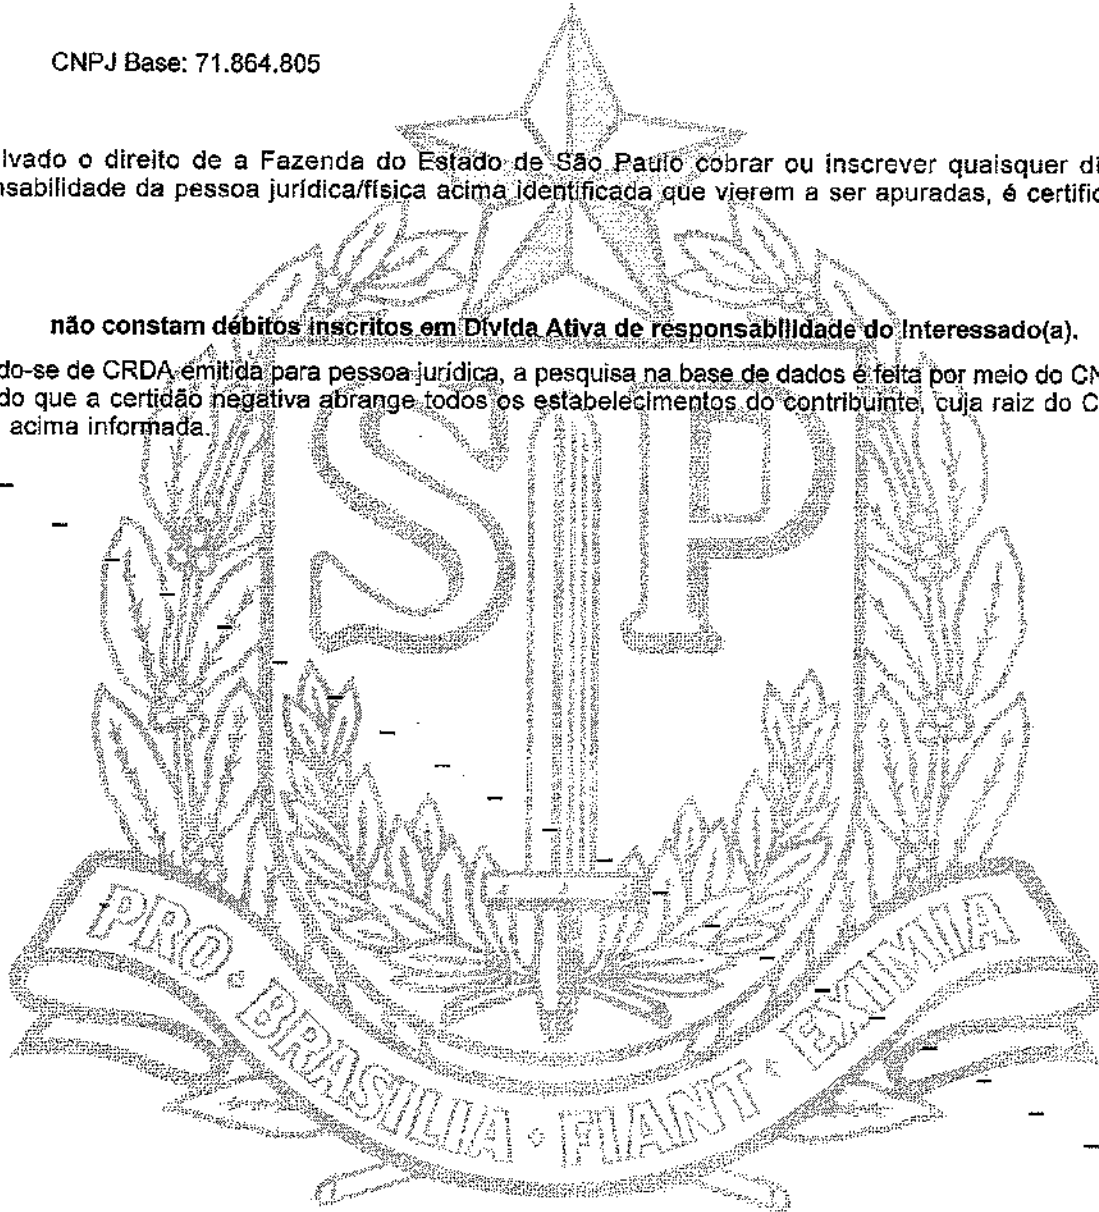 CNPJ Base: 71.864.805
lvado o direito de a Fazenda do Estado de São Paulo cobrar ou inscrever quaisquer dí
nsabilidade da pessoa jurídica/física acima identificada que vierem a ser apuradas, é certific
não constam débitos inscritos em Dívida Ativa de responsabilidade do Interessado(a).
do-se de CRDA emitida para pessoa jurídica, a pesquisa na base de dados é feita por meio do CN
do que a certidão negativa abrange todos os estabelecimentos do contribuinte, cuja raiz do C
acima informada.
SP
PRO BRASILIA FIANT EXIMIA